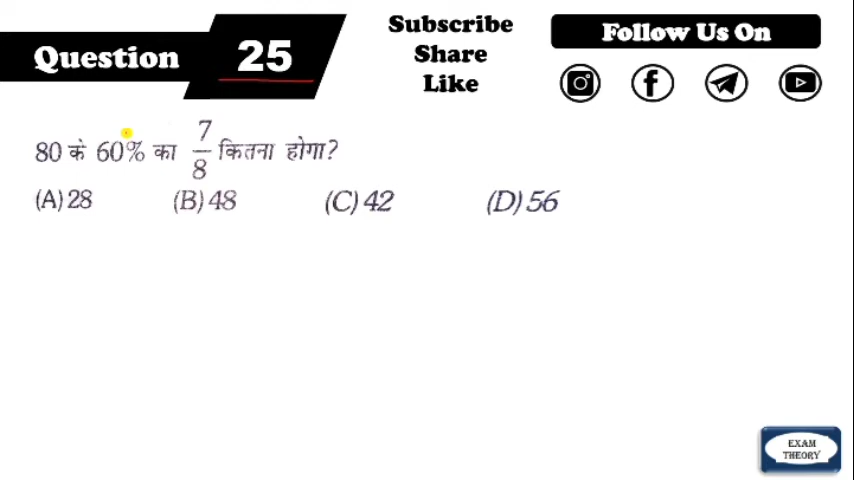 Question 25
Subscribe
Share
Like
Follow Us On
80 के 60% का 7/8 कितना होगा?
(A) 28 (B) 48 (C) 42 (D) 56
EXAM
THEORY